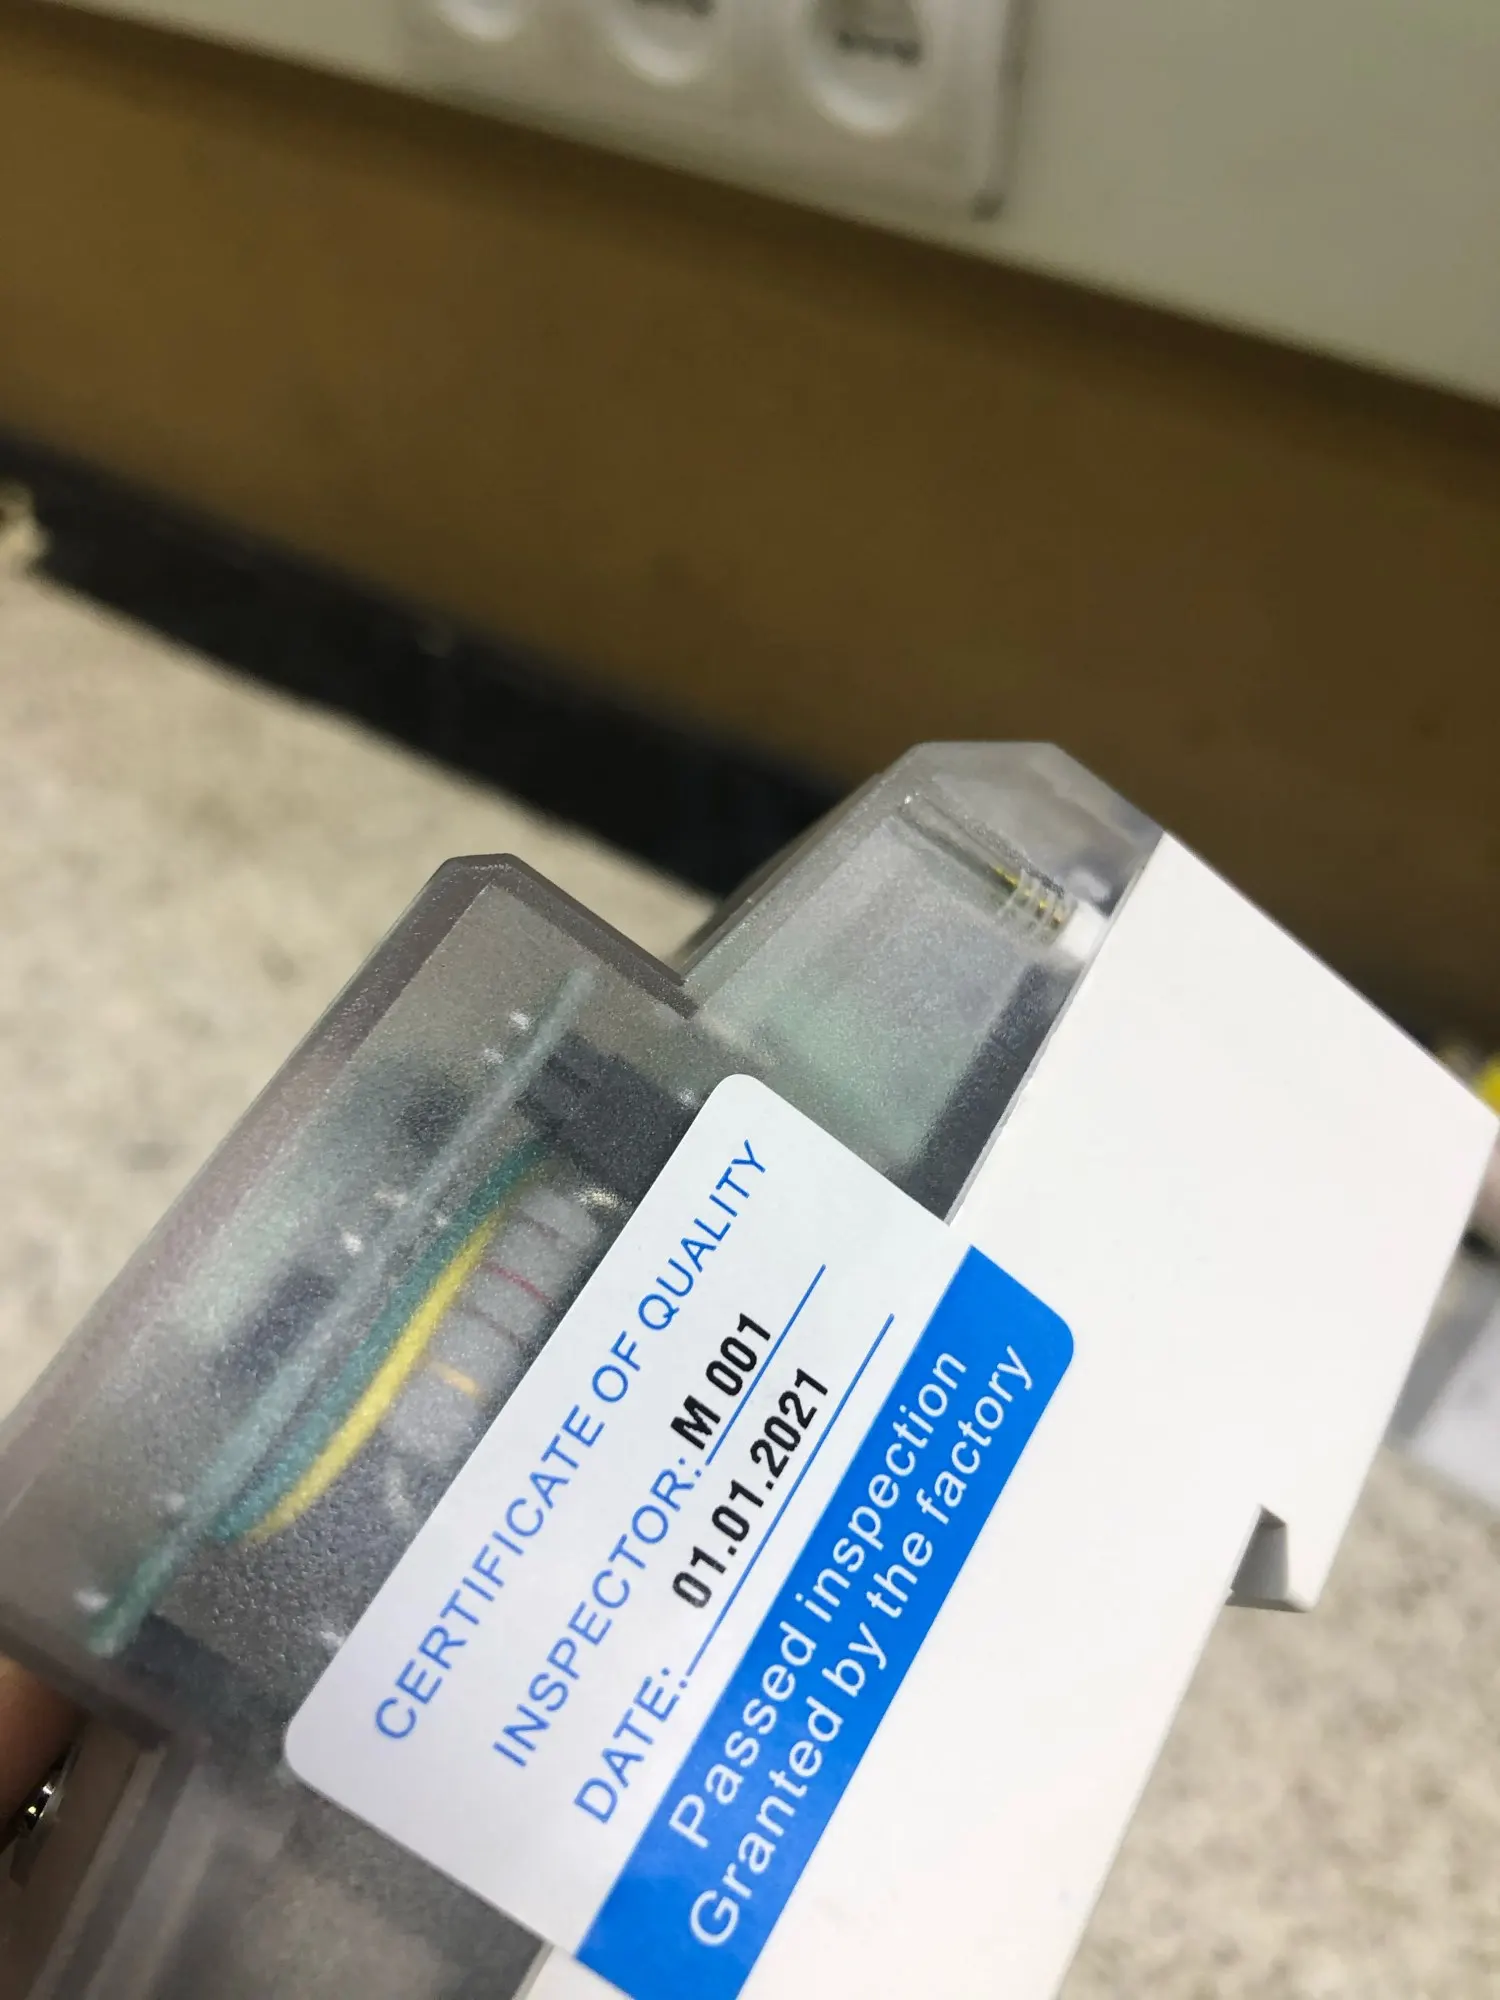 CERTIFICATE OF QUALITY
INSPECTOR: M 001
DATE: 01.01.2021
Passed inspection
Granted by the factory